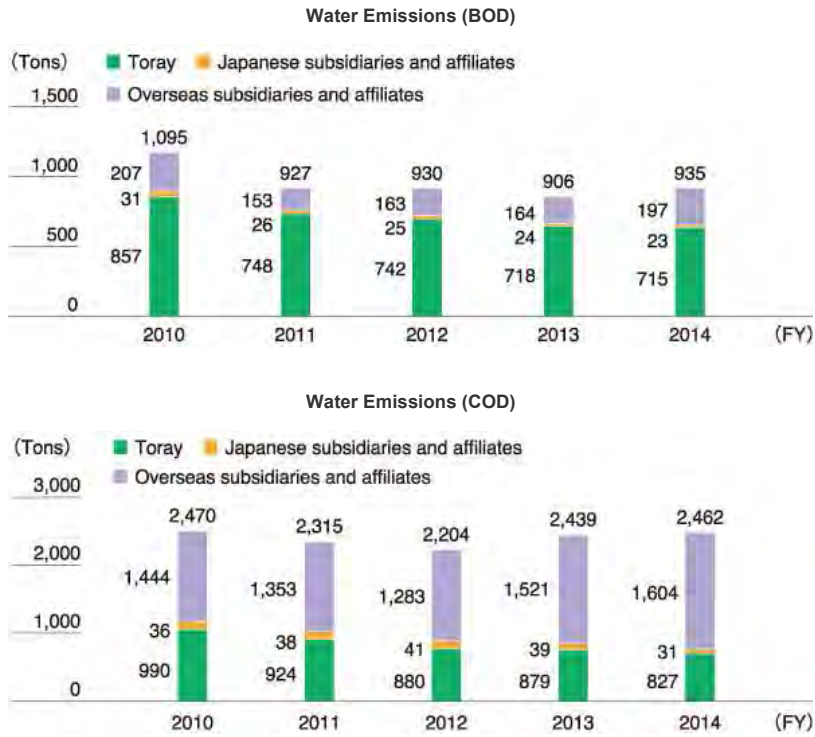 Water Emissions (BOD)
(Tons) Toray Japanese subsidiaries and affiliates
Overseas subsidiaries and affiliates
1,500
1,095
1,000 207 927 930 906 935
31 153 163 164 197
26 25 24 23
500
857 748 742 718 715
0
2010 2011 2012 2013 2014 (FY)
Water Emissions (COD)
(Tons) Toray Japanese subsidiaries and affiliates
Overseas subsidiaries and affiliates
3,000
2,470 2,315 2,204 2,439 2,462
2,000
1,444 1,353 1,283 1,521 1,604
1,000 36 38 41 39 31
990 924 880 879 827
0
2010 2011 2012 2013 2014 (FY)